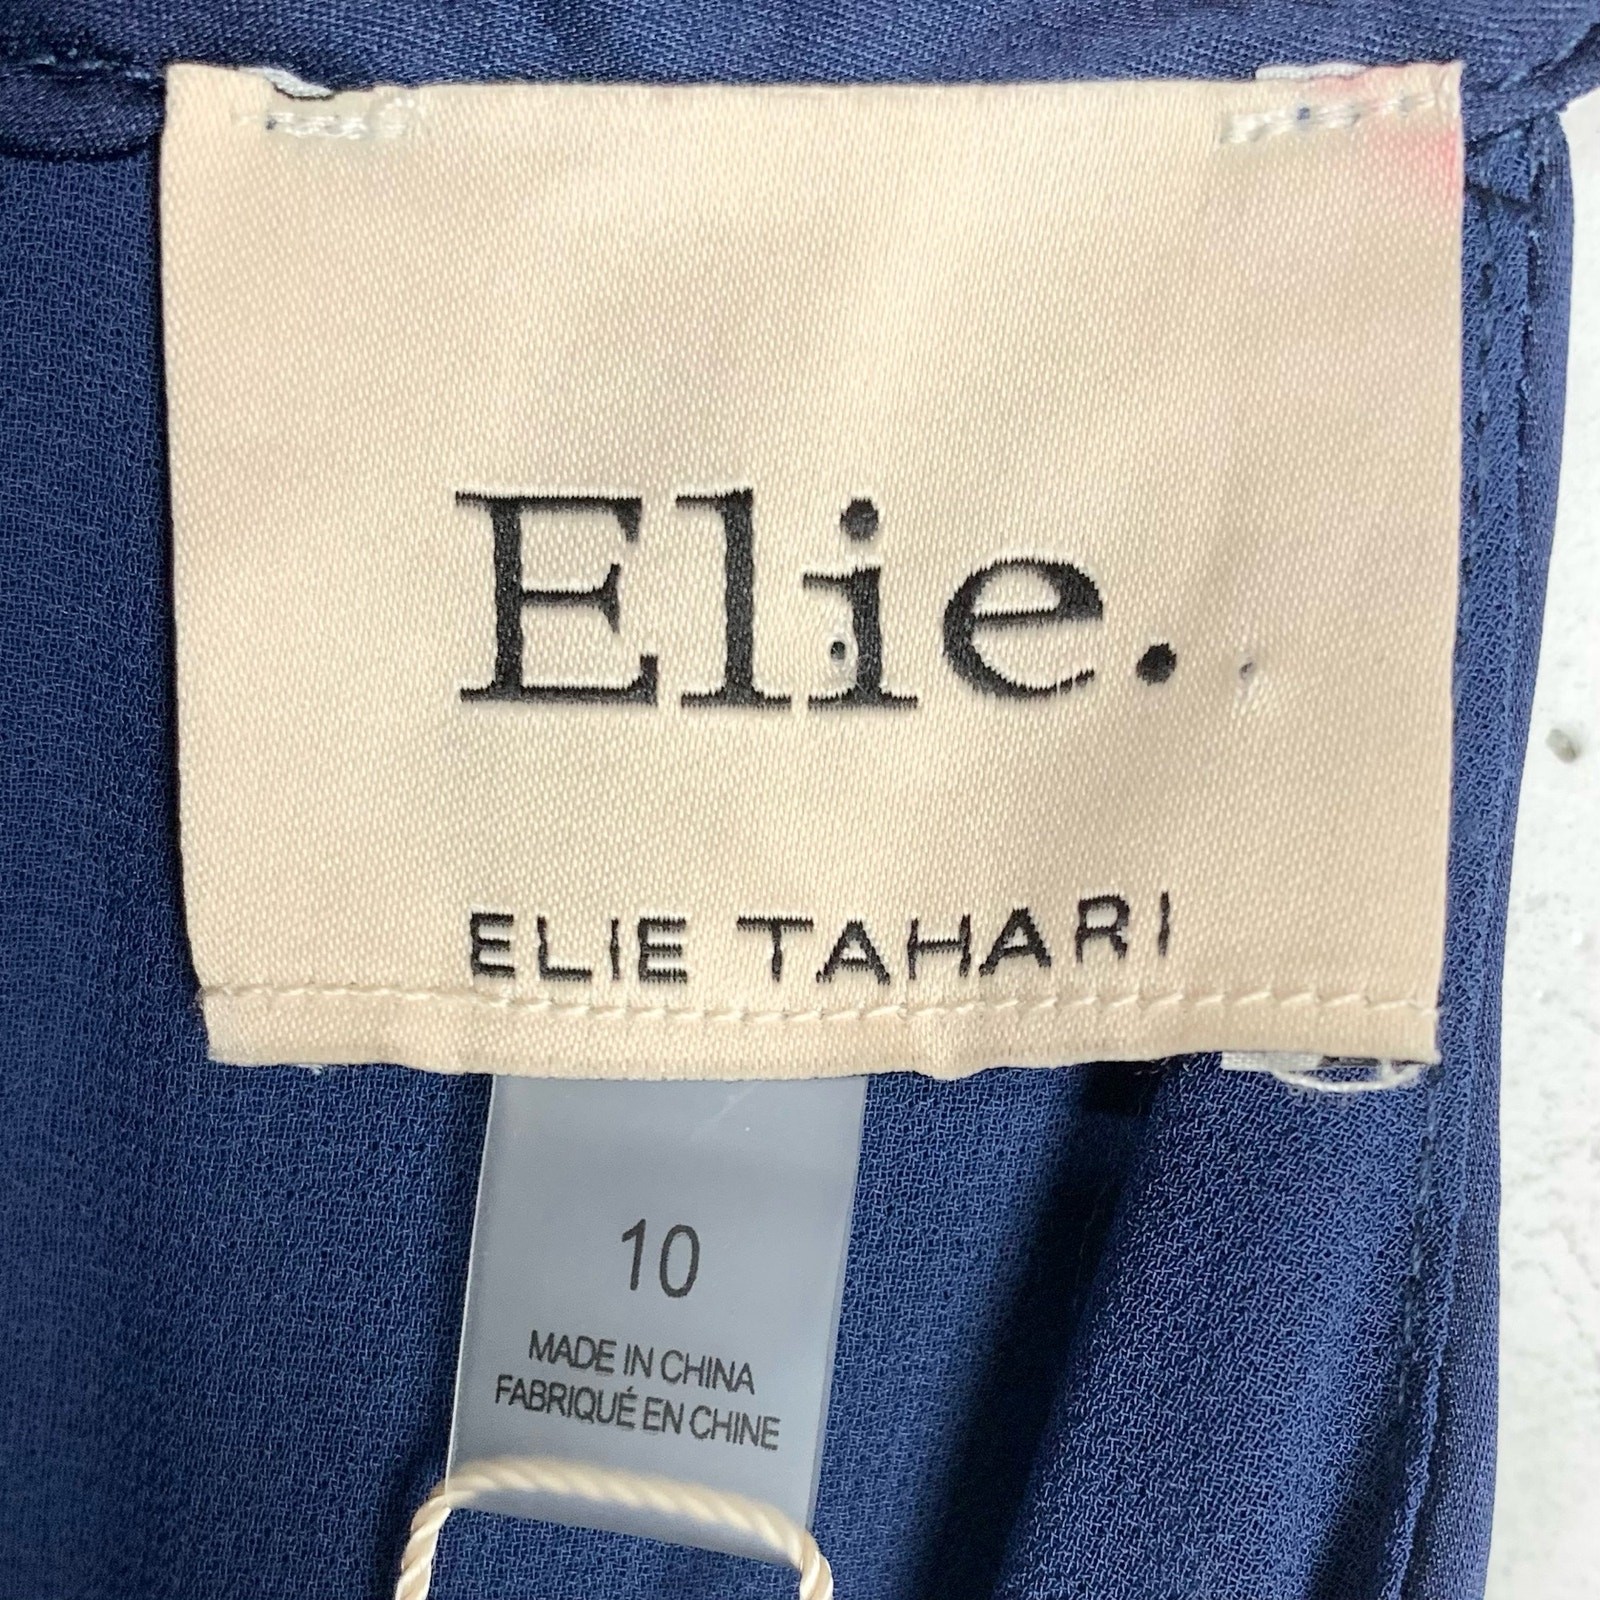 Elie.
ELIE TAHARI
10
MADE IN CHINA
FABRIQUÉ EN CHINE